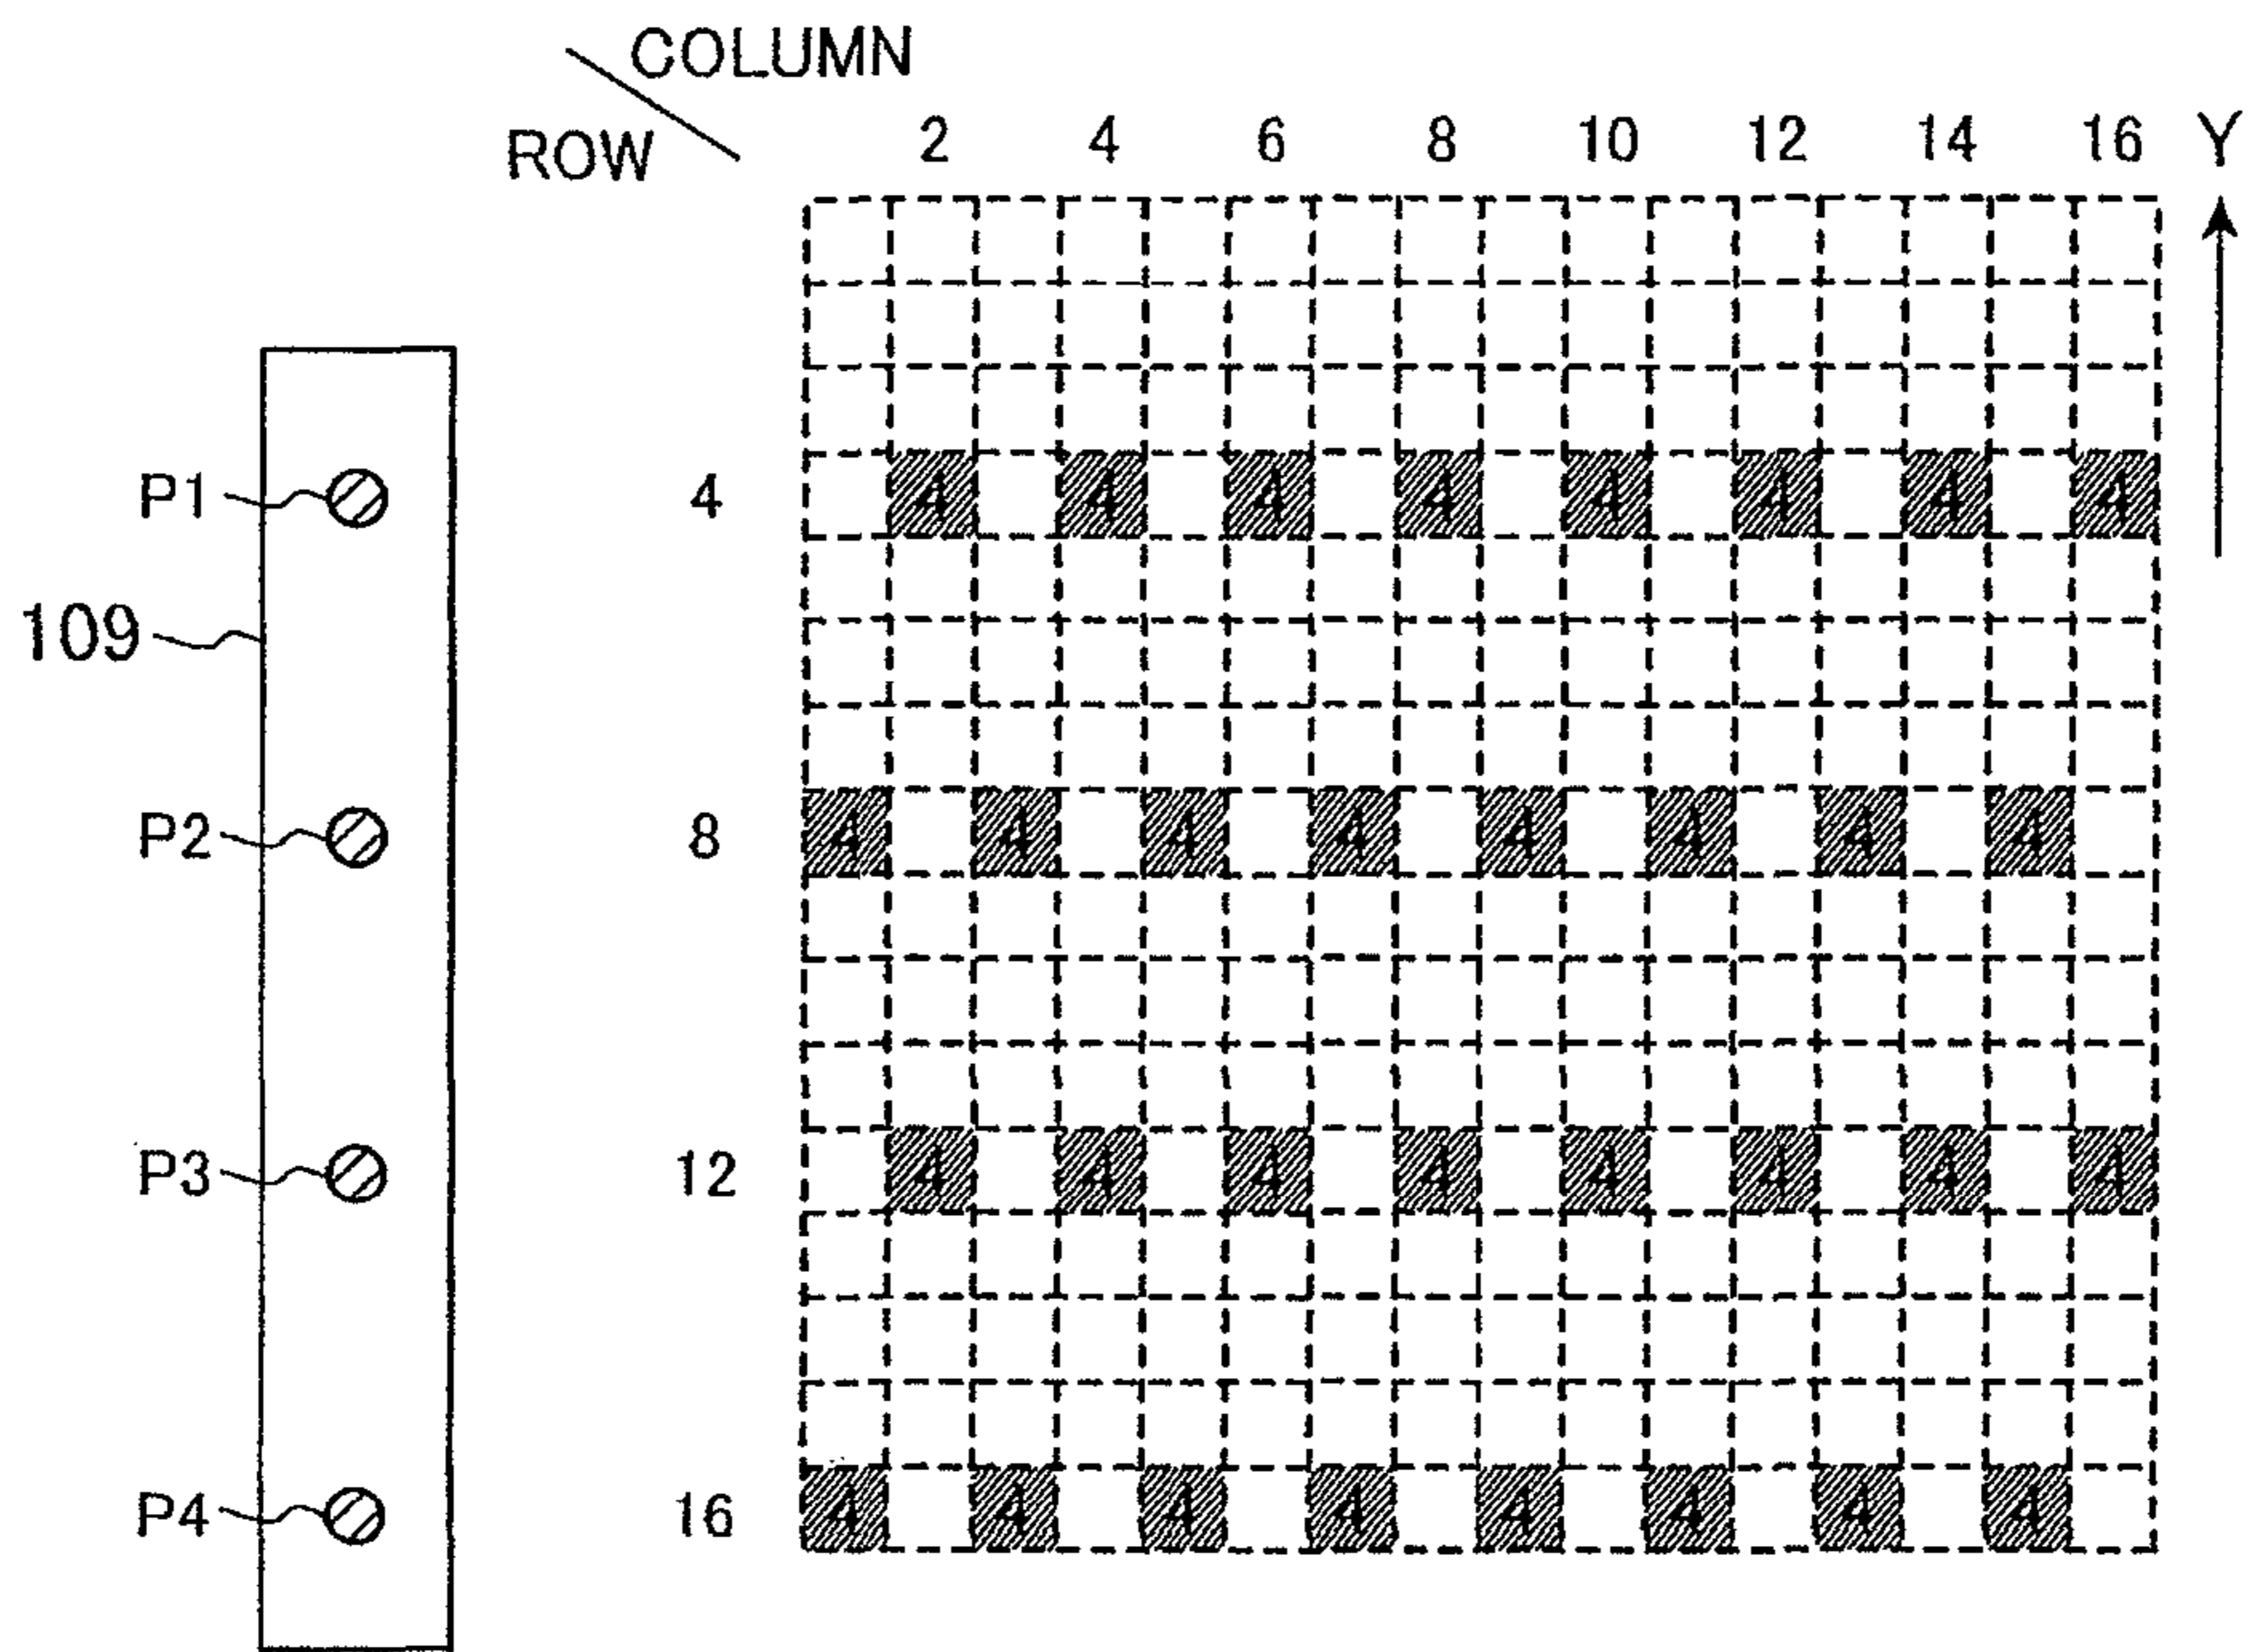 COLUMN
ROW
2 4 6 8 10 12 14 16 Y
P1 4 4 4 4 4 4 4 4 4
109
P2 8 4 4 4 4 4 4 4 4
P3 12 4 4 4 4 4 4 4 4
P4 16 4 4 4 4 4 4 4 4